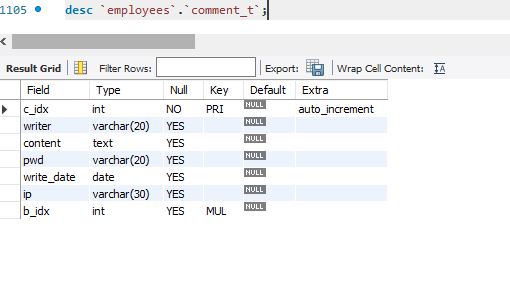 1105 desc `employees`.`comment_t`;
Result Grid Filter Rows: Export: Wrap Cell Content:
Field Type Null Key Default Extra
c_idx int NO PRI NULL auto_increment
writer varchar(20) YES NULL
content text YES NULL
pwd varchar(20) YES NULL
write_date date YES NULL
ip varchar(30) YES NULL
b_idx int YES MUL NULL